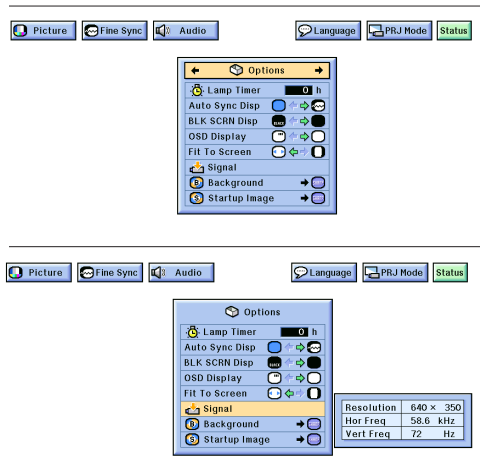 Picture Fine Sync Audio Language PRJ Mode Status
Options
Lamp Timer 0 h
Auto Sync Disp
BLK SCRN Disp BLACK
OSD Display
Fit To Screen
Signal
B Background
S Startup Image
Picture Fine Sync Audio Language PRJ Mode Status
Options
Lamp Timer 0 h
Auto Sync Disp
BLK SCRN Disp BLACK
OSD Display
Fit To Screen
Signal
B Background
S Startup Image
Resolution 640 × 350
Hor Freq 58.6 kHz
Vert Freq 72 Hz